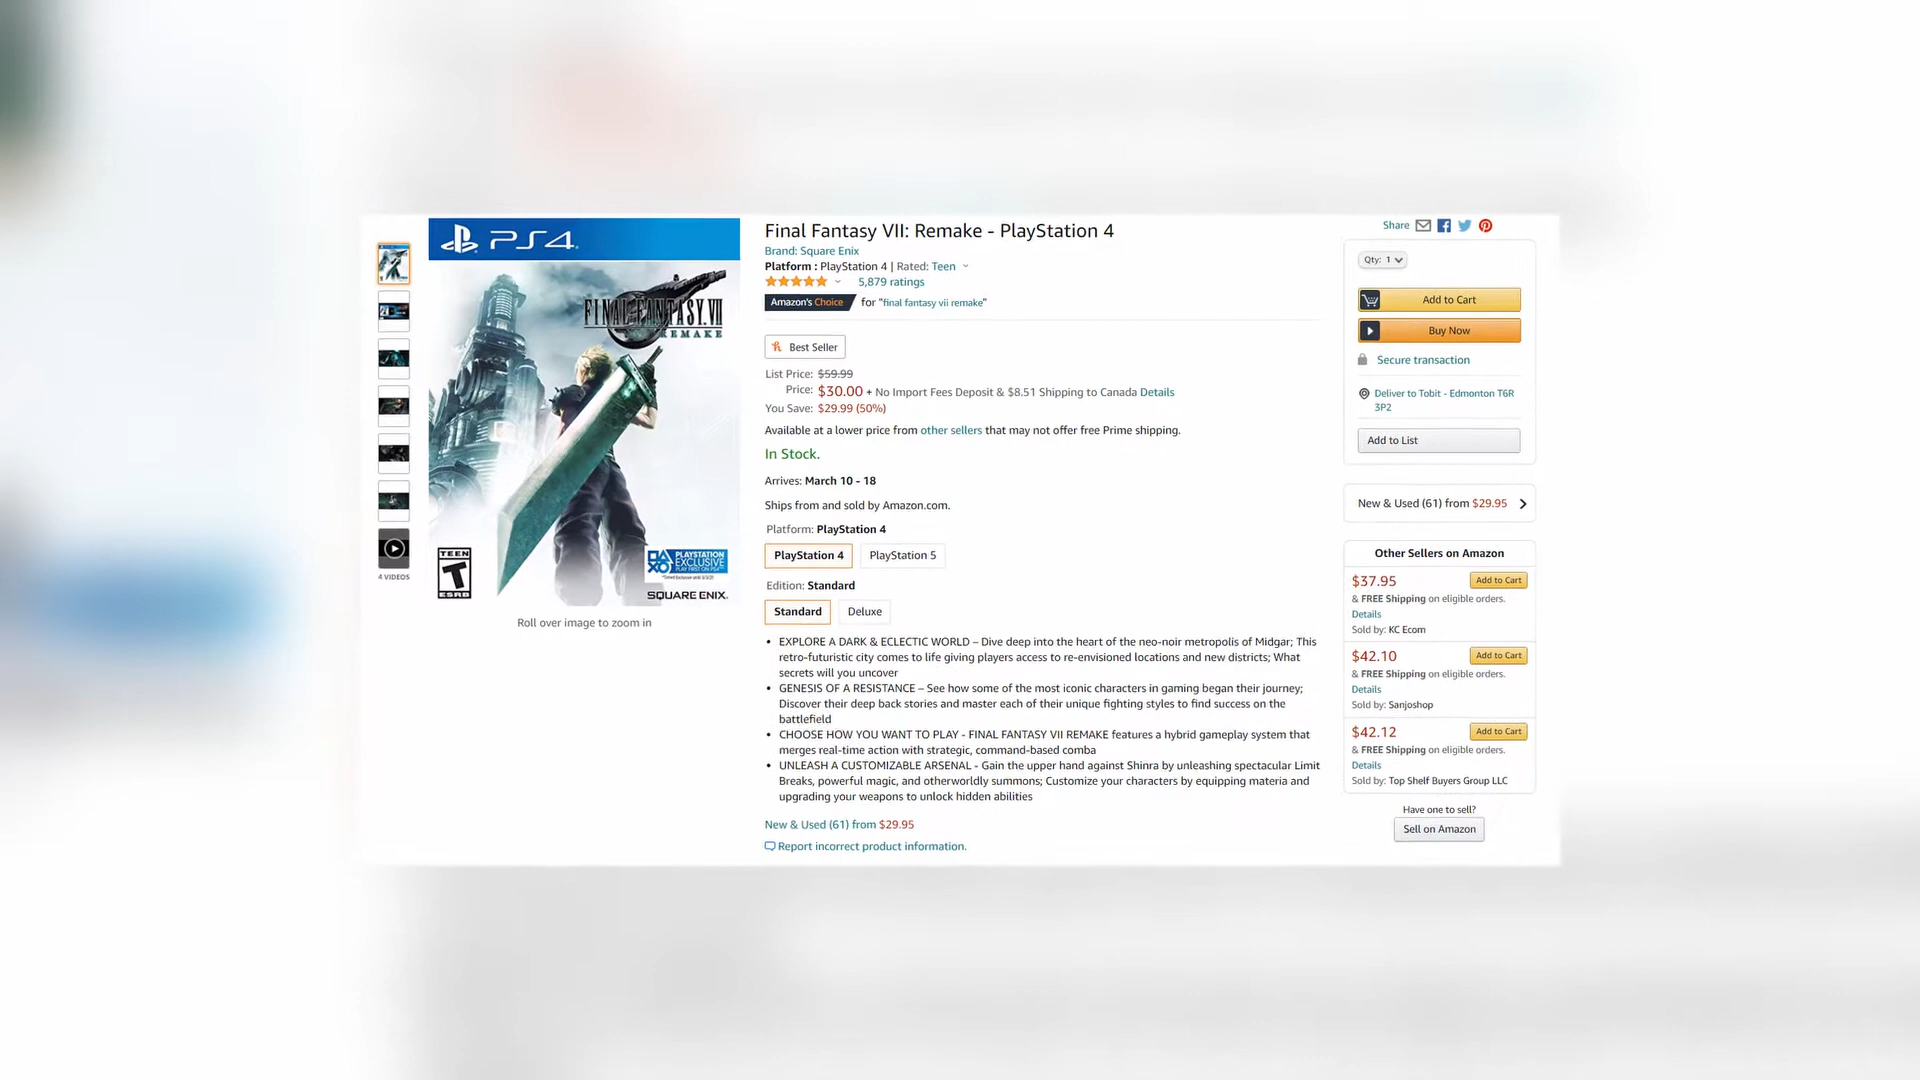 PS4
FINAL FANTASY VII
REMAKE
TEEN
T
ESRB
PLAYSTATION
EXCLUSIVE
PLAY FIRST ON PS4
SQUARE ENIX.
4 VIDEOS
Roll over image to zoom in
Final Fantasy VII: Remake - PlayStation 4
Brand: Square Enix
Platform : PlayStation 4 | Rated: Teen
5,879 ratings
Amazon's Choice for "final fantasy vii remake"
Best Seller
List Price: $59.99
Price: $30.00 + No Import Fees Deposit & $8.51 Shipping to Canada Details
You Save: $29.99 (50%)
Available at a lower price from other sellers that may not offer free Prime shipping.
In Stock.
Arrives: March 10 - 18
Ships from and sold by Amazon.com.
Platform: PlayStation 4
PlayStation 4 PlayStation 5
Edition: Standard
Standard Deluxe
• EXPLORE A DARK & ECLECTIC WORLD – Dive deep into the heart of the neo-noir metropolis of Midgar; This
retro-futuristic city comes to life giving players access to re-envisioned locations and new districts; What
secrets will you uncover
• GENESIS OF A RESISTANCE – See how some of the most iconic characters in gaming began their journey;
Discover their deep back stories and master each of their unique fighting styles to find success on the
battlefield
• CHOOSE HOW YOU WANT TO PLAY - FINAL FANTASY VII REMAKE features a hybrid gameplay system that
merges real-time action with strategic, command-based comba
• UNLEASH A CUSTOMIZABLE ARSENAL - Gain the upper hand against Shinra by unleashing spectacular Limit
Breaks, powerful magic, and otherworldly summons; Customize your characters by equipping materia and
upgrading your weapons to unlock hidden abilities
New & Used (61) from $29.95
Report incorrect product information.
Share
Qty: 1
Add to Cart
Buy Now
Secure transaction
Deliver to Tobit - Edmonton T6R
3P2
Add to List
New & Used (61) from $29.95
Other Sellers on Amazon
$37.95 Add to Cart
& FREE Shipping on eligible orders.
Details
Sold by: KC Ecom
$42.10 Add to Cart
& FREE Shipping on eligible orders.
Details
Sold by: Sanjoshop
$42.12 Add to Cart
& FREE Shipping on eligible orders.
Details
Sold by: Top Shelf Buyers Group LLC
Have one to sell?
Sell on Amazon